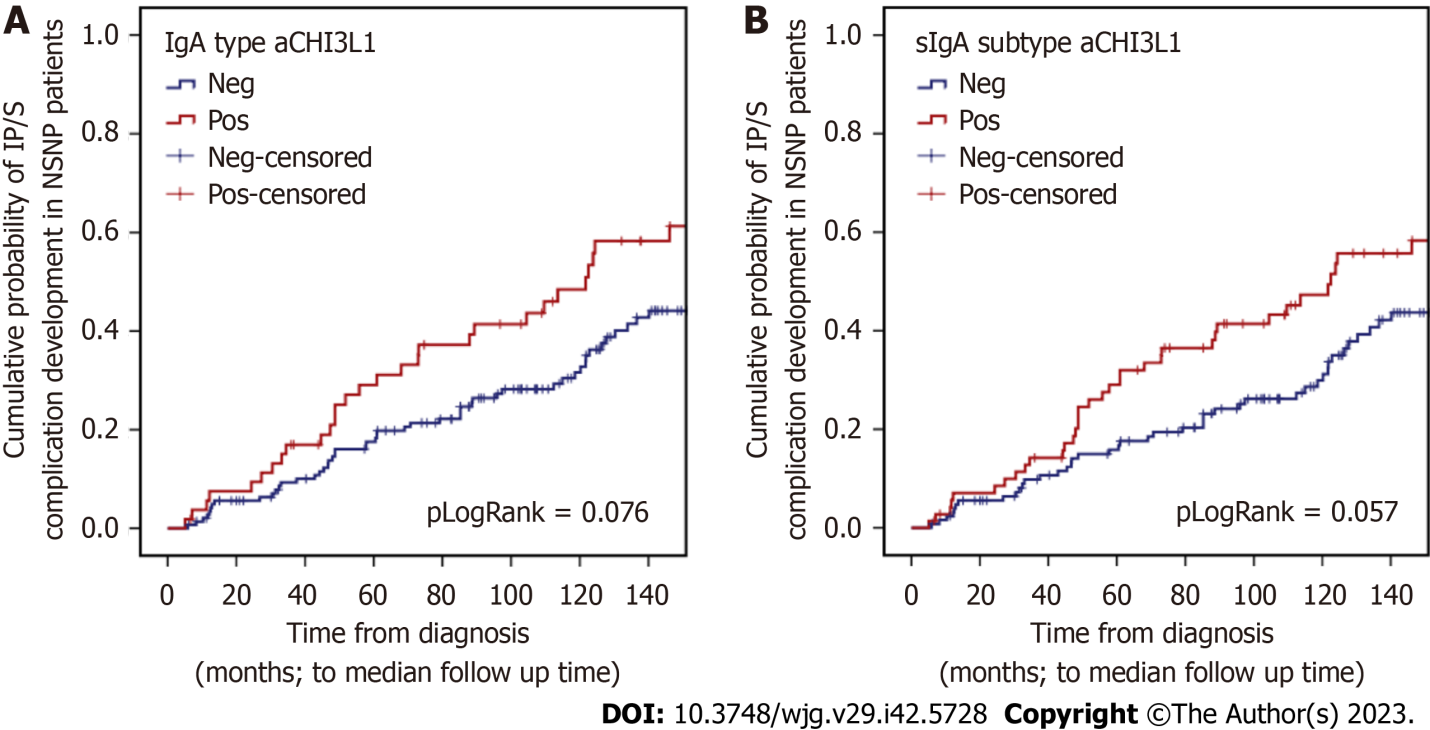 A
Cumulative probability of IP/S
complication development in NSNP patients
1.0
0.8
0.6
0.4
0.2
0.0
IgA type aCHI3L1
Neg
Pos
Neg-censored
Pos-censored
pLogRank = 0.076
0 20 40 60 80 100 120 140
Time from diagnosis
(months; to median follow up time)
B
Cumulative probability of IP/S
complication development in NSNP patients
1.0
0.8
0.6
0.4
0.2
0.0
sIgA subtype aCHI3L1
Neg
Pos
Neg-censored
Pos-censored
pLogRank = 0.057
0 20 40 60 80 100 120 140
Time from diagnosis
(months; to median follow up time)
DOI: 10.3748/wjg.v29.i42.5728 Copyright ©The Author(s) 2023.